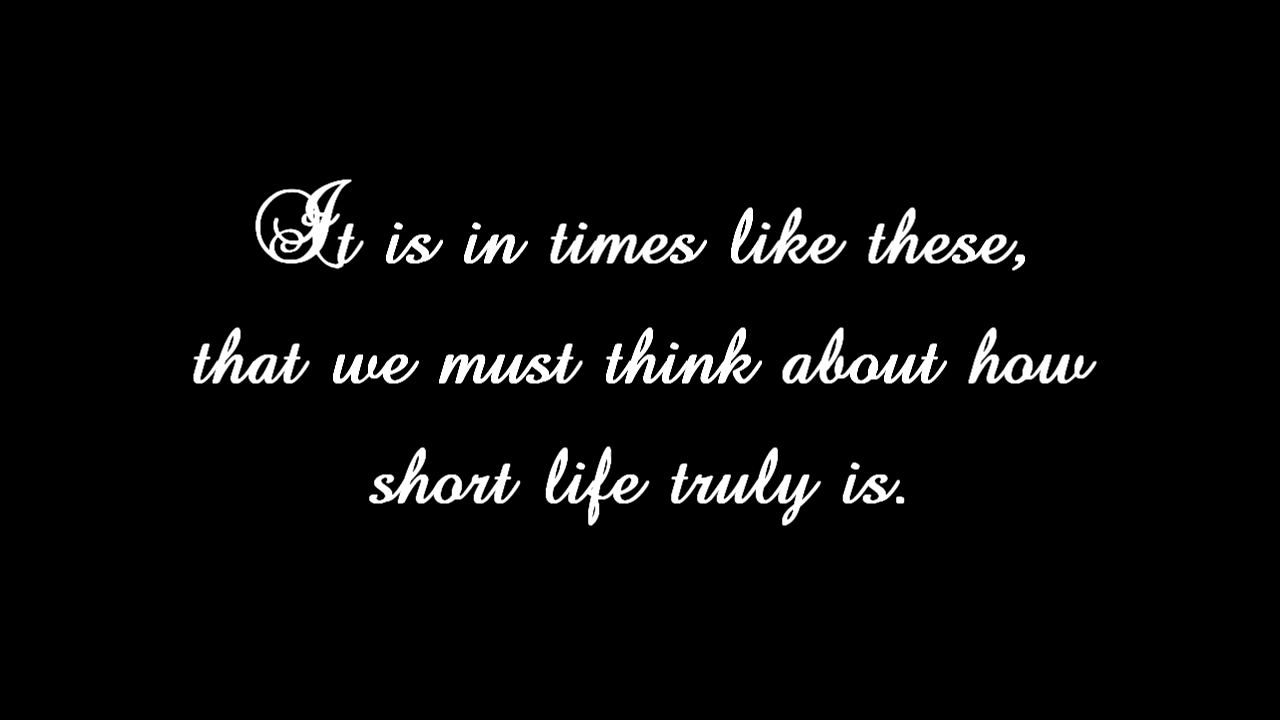 It is in times like these,
that we must think about how
short life truly is.